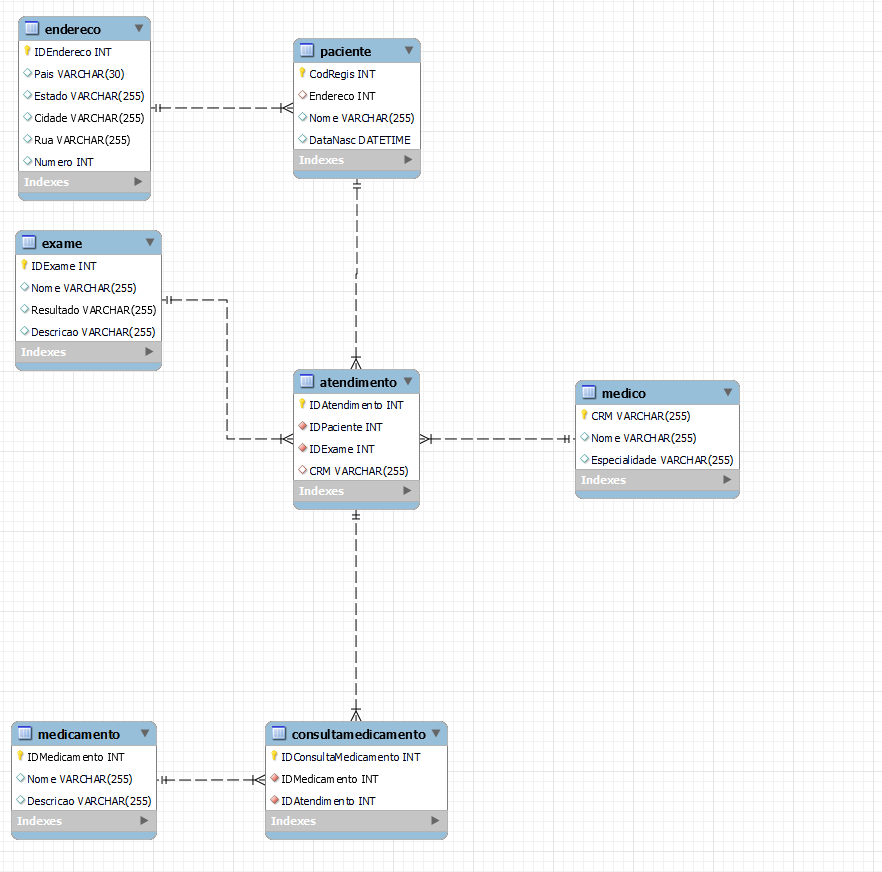 endereco
IDEndereco INT
Pais VARCHAR(30)
Estado VARCHAR(255)
Cidade VARCHAR(255)
Rua VARCHAR(255)
Numero INT
Indexes
paciente
CodRegis INT
Endereco INT
Nome VARCHAR(255)
DataNasc DATETIME
Indexes
exame
IDExame INT
Nome VARCHAR(255)
Resultado VARCHAR(255)
Descricao VARCHAR(255)
Indexes
atendimento
IDAtendimento INT
IDPaciente INT
IDExame INT
CRM VARCHAR(255)
Indexes
medico
CRM VARCHAR(255)
Nome VARCHAR(255)
Especialidade VARCHAR(255)
Indexes
medicamento
IDMedicamento INT
Nome VARCHAR(255)
Descricao VARCHAR(255)
Indexes
consultamedicamento
IDConsultaMedicamento INT
IDMedicamento INT
IDAtendimento INT
Indexes